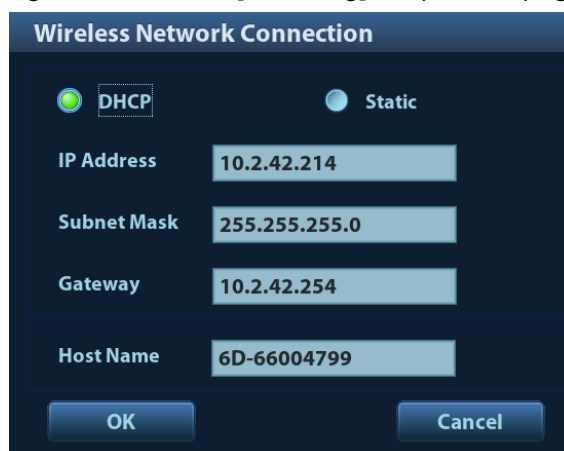 Wireless Network Connection
DHCP Static
IP Address 10.2.42.214
Subnet Mask 255.255.255.0
Gateway 10.2.42.254
Host Name 6D-66004799
OK Cancel